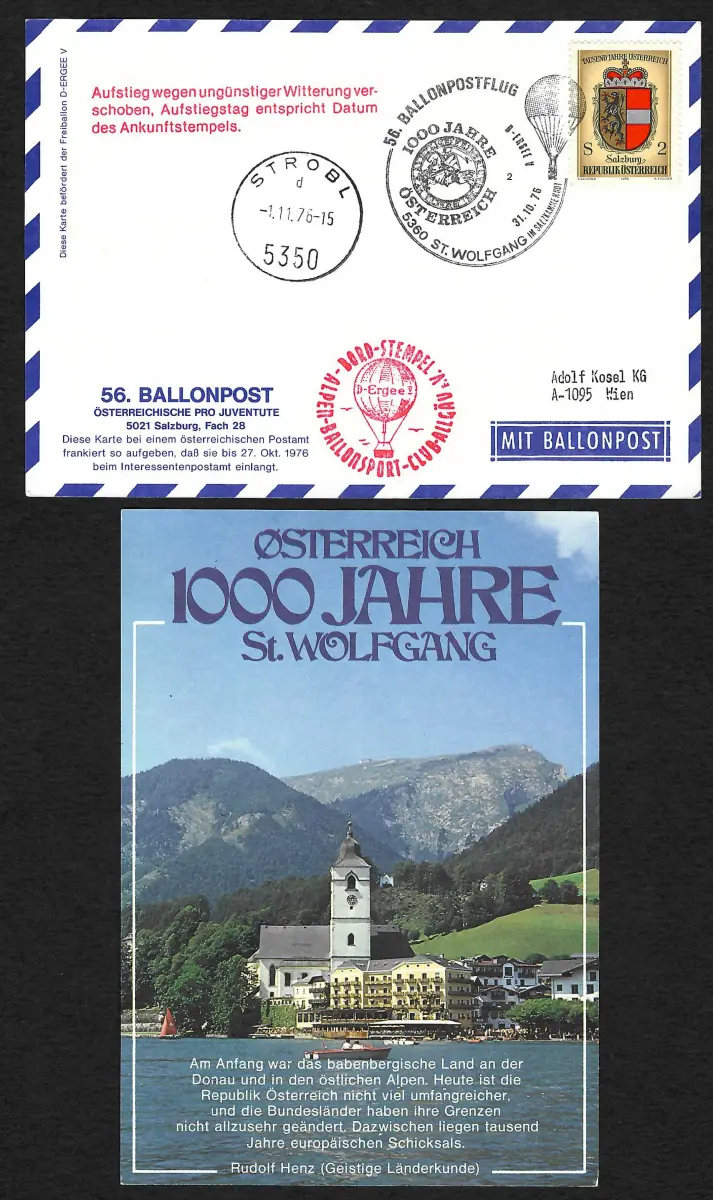 Diese Karte befördert der Freiballon D-ERGEE V
Aufstieg wegen ungünstiger Witterung ver-
schoben, Aufstiegstag entspricht Datum
des Ankunftstempels.
STROBL
d
-1.11.76-15
5350
56. BALLONPOSTFLUG
D-ERGEE V
1000 JAHRE
ÖSTERREICH
2
31.10.76
5360 ST. WOLFGANG IM SALZKAMMERGUT
TAUSEND JAHRE ÖSTERREICH
S 2
Salzburg
REPUBLIK ÖSTERREICH
56. BALLONPOST
ÖSTERREICHISCHE PRO JUVENTUTE
5021 Salzburg, Fach 28
Diese Karte bei einem österreichischen Postamt
frankiert so aufgeben, daß sie bis 27. Okt. 1976
beim Interessentenpostamt einlangt.
BORD-STEMPEL
D-Ergee V
ALPEN-BALLONSPORT-CLUB-ALLGÄU e.V.
Adolf Kosel KG
A-1095 Wien
MIT BALLONPOST
ØSTERREICH
1000 JAHRE
St. WOLFGANG
Am Anfang war das babenbergische Land an der
Donau und in den östlichen Alpen. Heute ist die
Republik Österreich nicht viel umfangreicher,
und die Bundesländer haben ihre Grenzen
nicht allzusehr geändert. Dazwischen liegen tausend
Jahre europäischen Schicksals.
Rudolf Henz (Geistige Länderkunde)